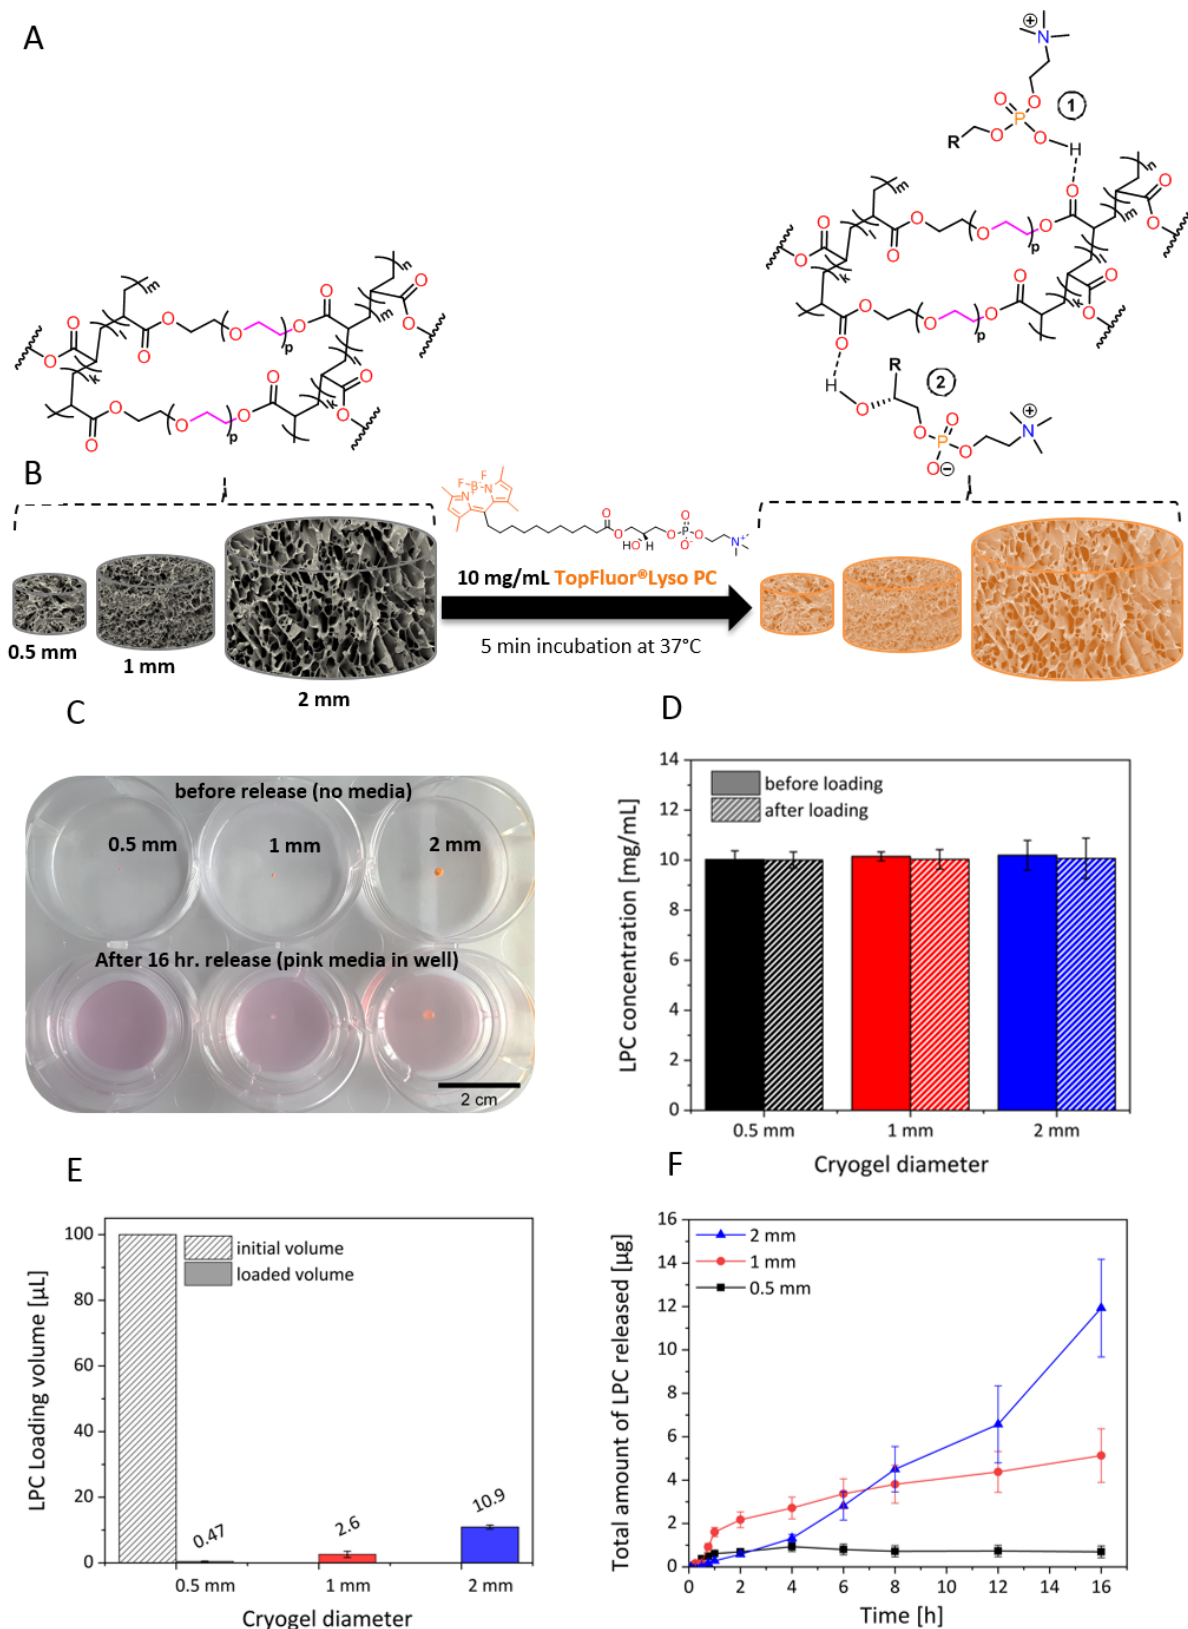 A
N
⊕
O
O
P
①
O
R
O
H
n
m
O
O
O
O
O
m
l
O
O
O
p
O
k
O
O
O
O
O
p
O
k
O
O
H
R
②
O
O
O
P
O
N
⊕
O⊖
m
n
O
O
O
O
O
O
m
l
O
O
p
O
l
O
k
O
O
O
O
O
p
O
k
O
O
B
F
F
B
N
N
O
O
O
P
O
O
HO
H
O
N
10 mg/mL TopFluor®Lyso PC
5 min incubation at 37°C
0.5 mm
1 mm
2 mm
C
before release (no media)
0.5 mm
1 mm
2 mm
After 16 hr. release (pink media in well)
2 cm
D
LPC concentration [mg/mL]
14
12
10
8
6
4
2
0
before loading
after loading
0.5 mm
1 mm
2 mm
Cryogel diameter
E
LPC Loading volume [µL]
100
80
60
40
20
0
initial volume
loaded volume
0.47
2.6
10.9
0.5 mm
1 mm
2 mm
Cryogel diameter
F
Total amount of LPC released [µg]
16
14
12
10
8
6
4
2
0
2 mm
1 mm
0.5 mm
0
2
4
6
8
10
12
14
16
Time [h]